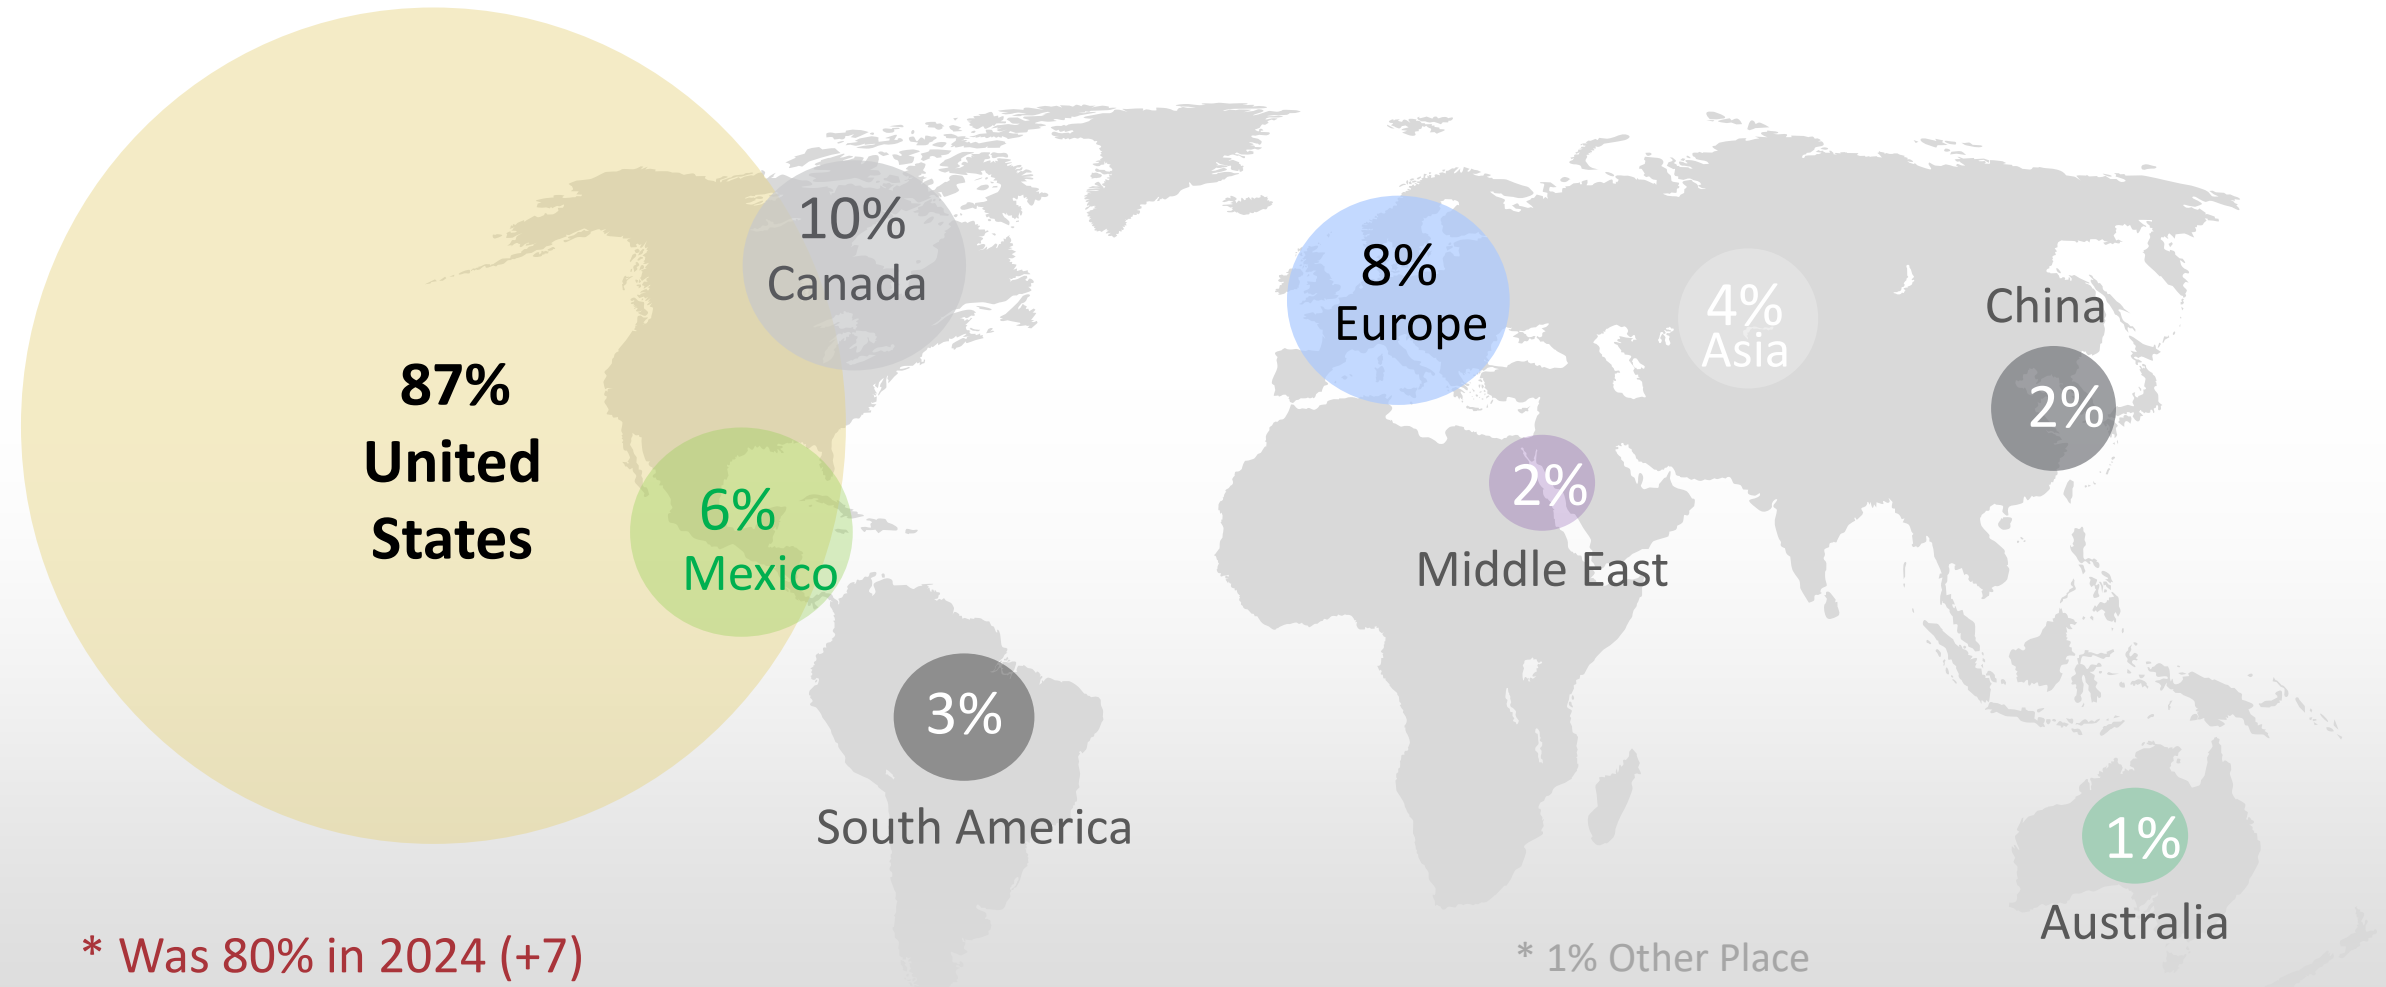 87%
United
States
10%
Canada
6%
Mexico
3%
South America
8%
Europe
4%
Asia
China
2%
2%
Middle East
1%
Australia
* Was 80% in 2024 (+7)
* 1% Other Place